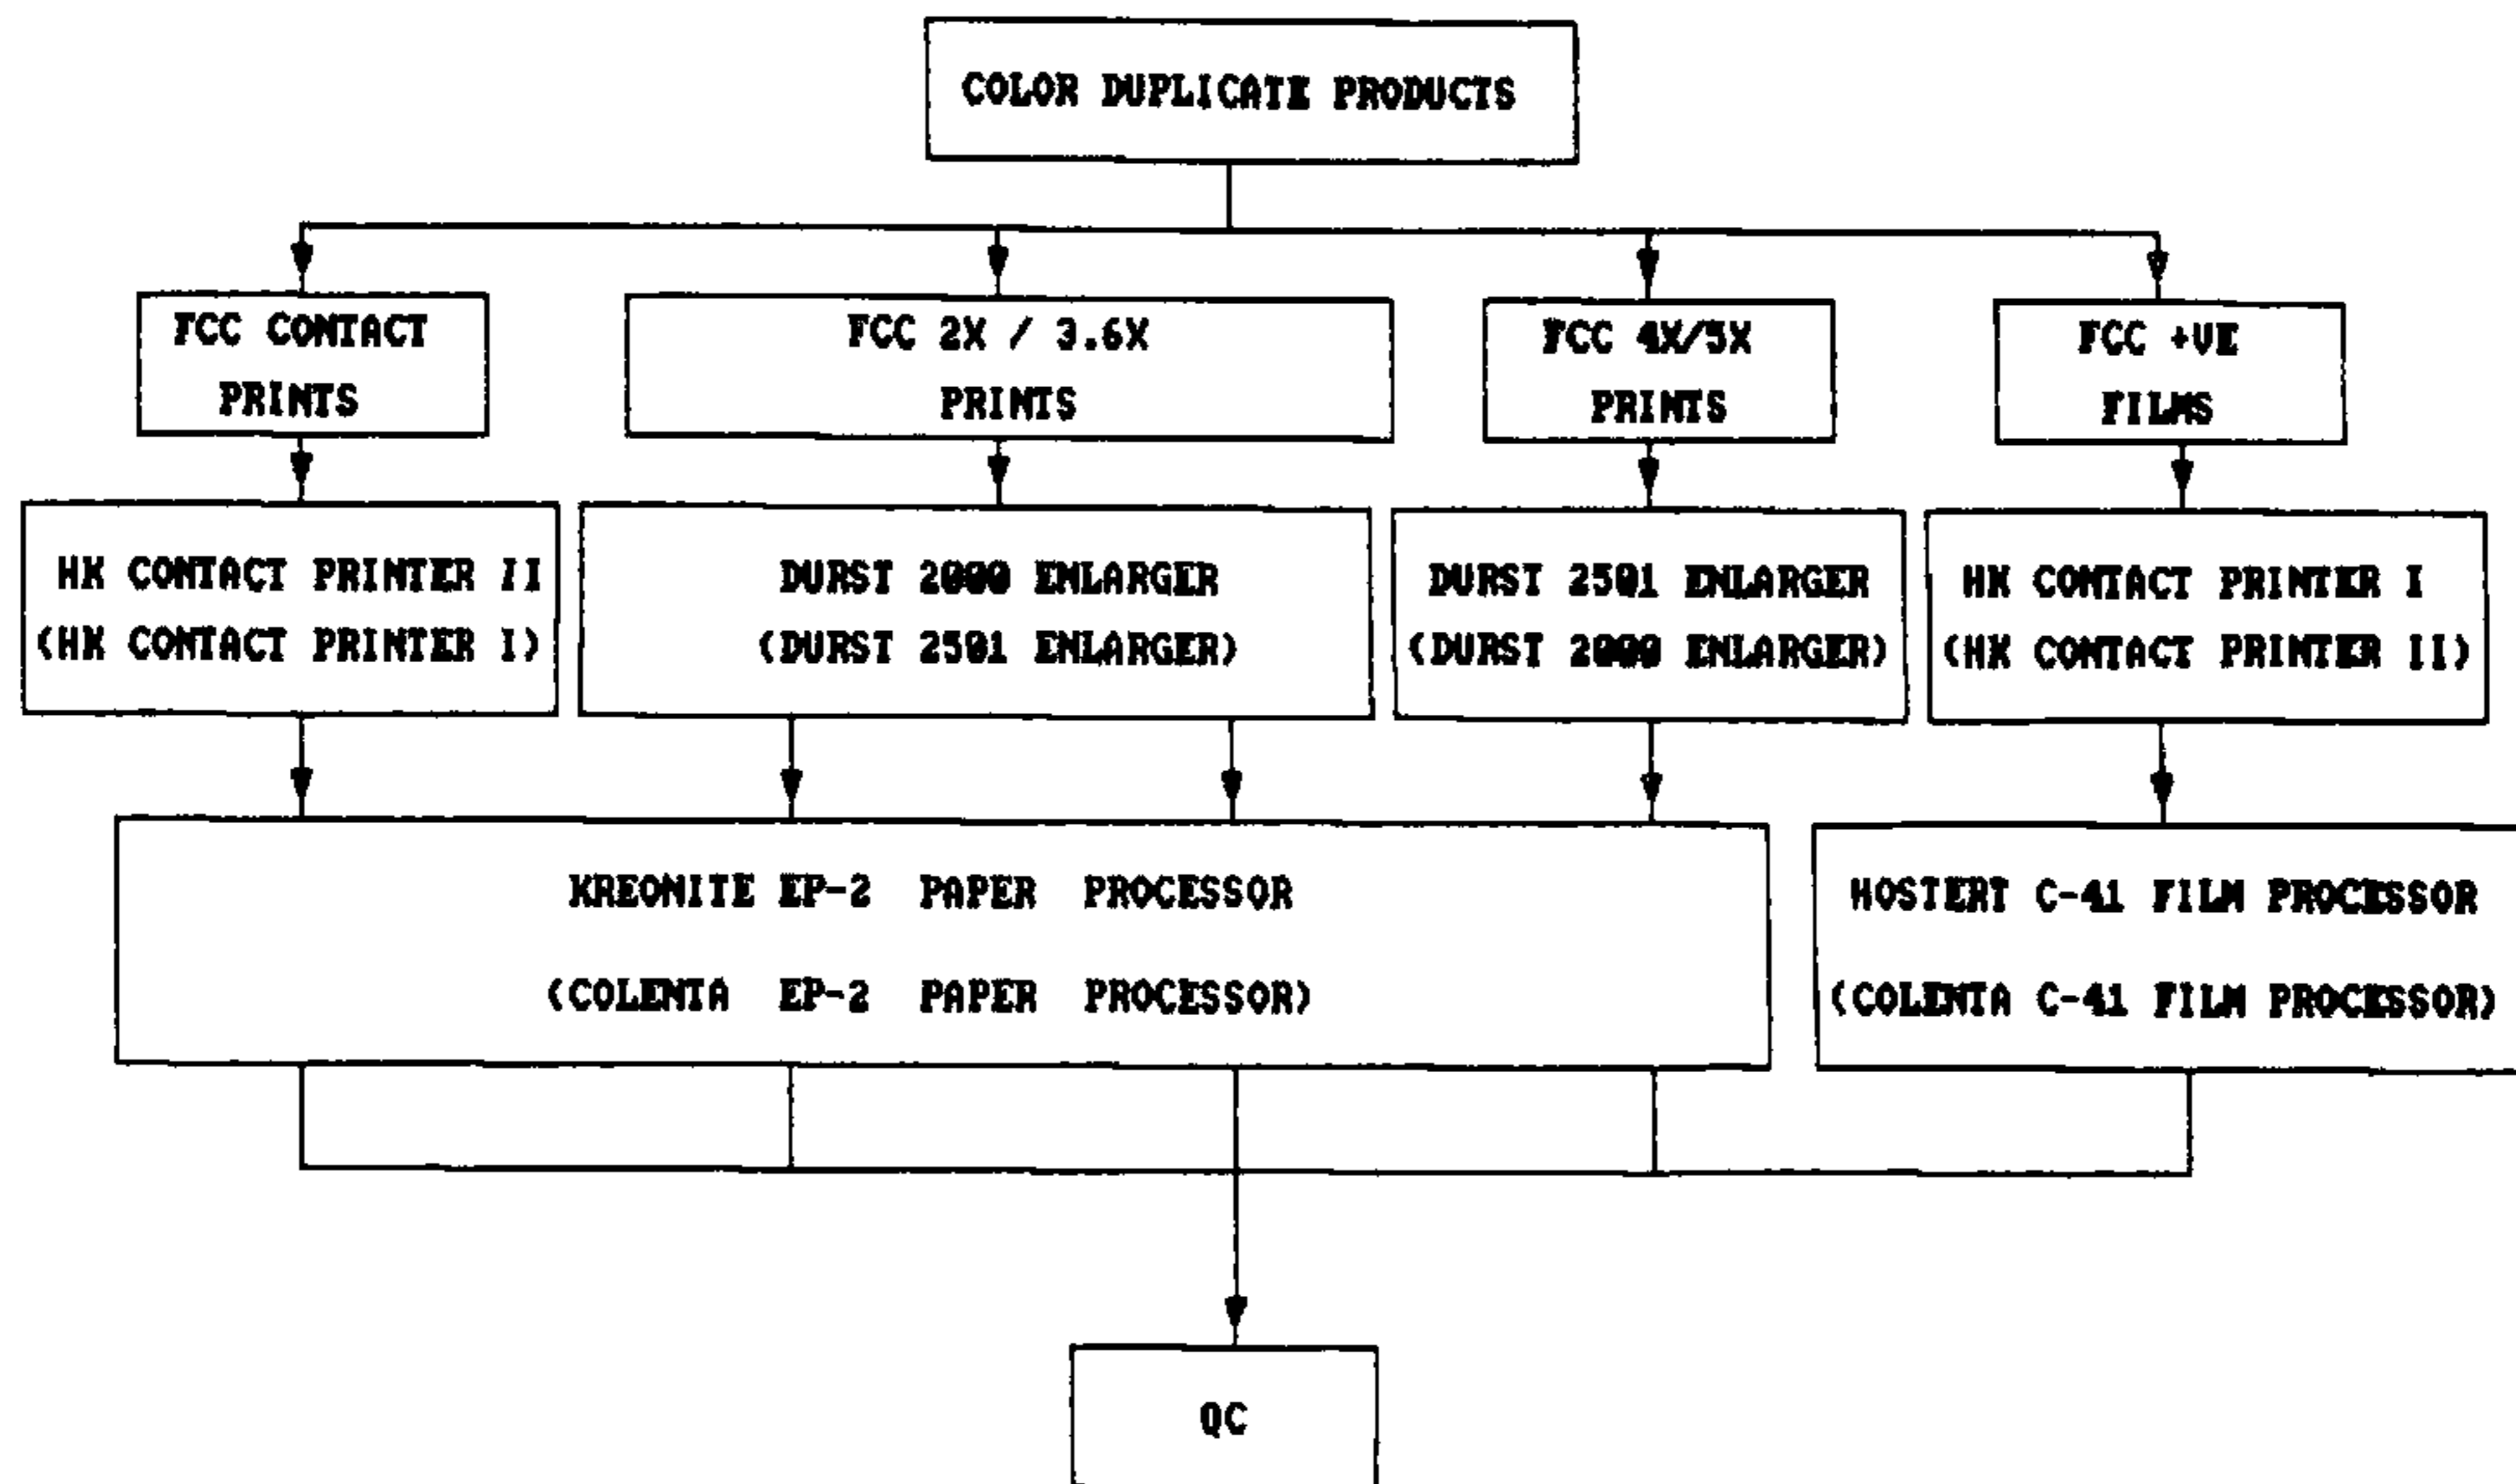 COLOR DUPLICATE PRODUCTS
FCC CONTACT
PRINTS
FCC 2X / 3.6X
PRINTS
FCC 4X/5X
PRINTS
FCC +VE
FILMS
HK CONTACT PRINTER II
(HK CONTACT PRINTER I)
DURST 2000 ENLARGER
(DURST 2501 ENLARGER)
DURST 2501 ENLARGER
(DURST 2000 ENLARGER)
HK CONTACT PRINTER I
(HK CONTACT PRINTER II)
KREONITE EP-2 PAPER PROCESSOR
(COLENTA EP-2 PAPER PROCESSOR)
HOSTERT C-41 FILM PROCESSOR
(COLENTA C-41 FILM PROCESSOR)
QC